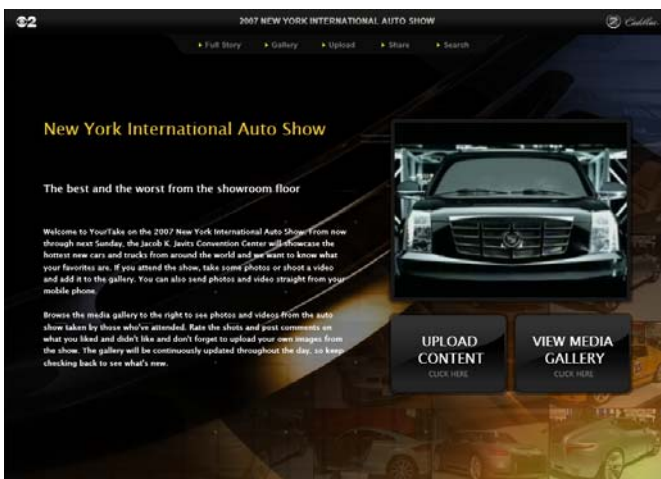 2
2007 NEW YORK INTERNATIONAL AUTO SHOW
Cadillac
Full Story
Gallery
Upload
Share
Search
New York International Auto Show
The best and the worst from the showroom floor
Welcome to YourTake on the 2007 New York International Auto Show. From now
through next Sunday, the Jacob K. Javits Convention Center will showcase the
hottest new cars and trucks from around the world and we want to know what
your favorites are. If you attend the show, take some photos or shoot a video
and add it to the gallery. You can also send photos and video straight from your
mobile phone.
Browse the media gallery to the right to see photos and videos from the auto
show taken by those who've attended. Rate the shots and post comments on
what you liked and didn't like and don't forget to upload your own images from
the show. The gallery will be continuously updated throughout the day, so keep
checking back to see what's new.
UPLOAD
CONTENT
CLICK HERE
VIEW MEDIA
GALLERY
CLICK HERE